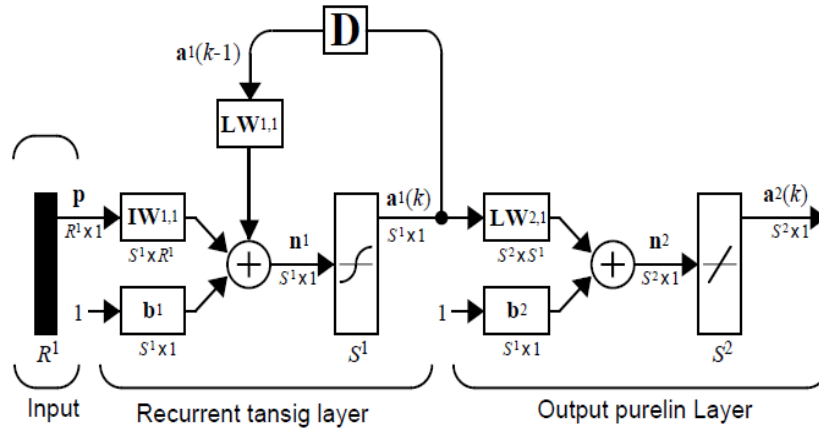 D
a1(k-1)
LW1,1
p
R1x1
IW1,1
S1xR1
1
b1
S1x1
n1
S1x1
a1(k)
S1x1
LW2,1
S2xS1
1
b2
S1x1
n2
S2x1
a2(k)
S2x1
R1
S1
S2
Input
Recurrent tansig layer
Output purelin Layer